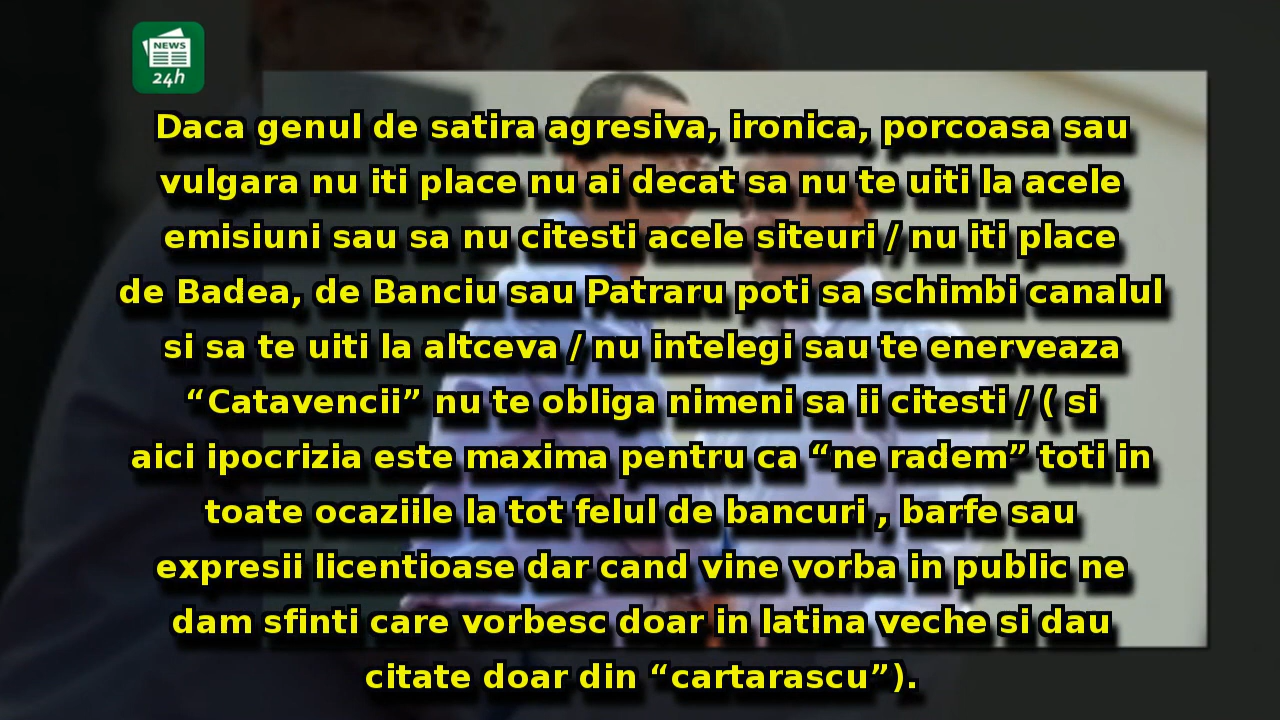 NEWS
24h
Daca genul de satira agresiva, ironica, porcoasa sau
vulgara nu iti place nu ai decat sa nu te uiti la acele
emisiuni sau sa nu citesti acele siteuri / nu iti place
de Badea, de Banciu sau Patraru poti sa schimbi canalul
si sa te uiti la altceva / nu intelegi sau te enerveaza
“Catavencii” nu te obliga nimeni sa ii citesti / ( si
aici ipocrizia este maxima pentru ca “ne radem” toti in
toate ocaziile la tot felul de bancuri , barfe sau
expresii licentioase dar cand vine vorba in public ne
dam sfinti care vorbesc doar in latina veche si dau
citate doar din “cartarascu”).